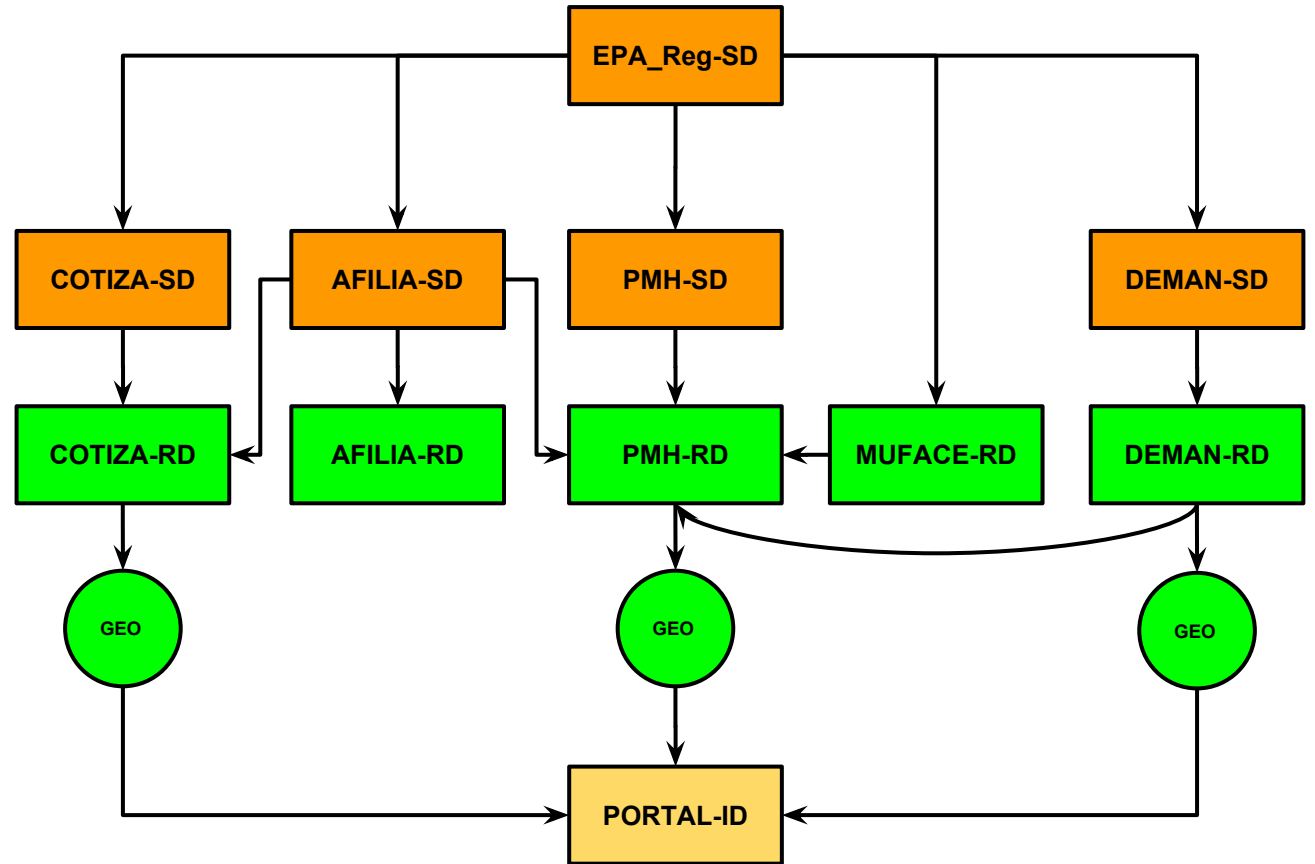 EPA_Reg-SD
COTIZA-SD
AFILIA-SD
PMH-SD
DEMAN-SD
COTIZA-RD
AFILIA-RD
PMH-RD
MUFACE-RD
DEMAN-RD
GEO
GEO
GEO
PORTAL-ID